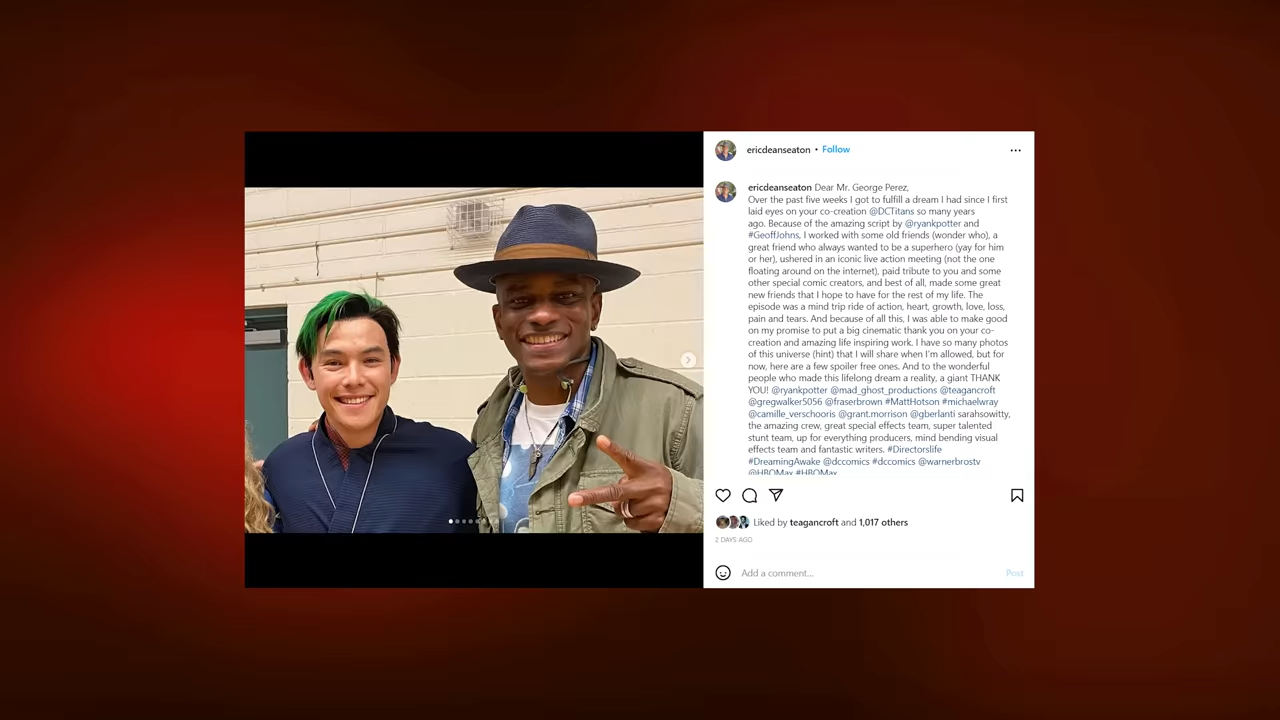 ericdeanseaton • Follow
ericdeanseaton Dear Mr. George Perez,
Over the past five weeks I got to fulfill a dream I had since I first
laid eyes on your co-creation @DCTitans so many years
ago. Because of the amazing script by @ryankpotter and
#GeoffJohns, I worked with some old friends (wonder who), a
great friend who always wanted to be a superhero (yay for him
or her), ushered in an iconic live action meeting (not the one
floating around on the internet), paid tribute to you and some
other special comic creators, and best of all, made some great
new friends that I hope to have for the rest of my life. The
episode was a mind trip ride of action, heart, growth, love, loss,
pain and tears. And because of all this, I was able to make good
on my promise to put a big cinematic thank you on your co-
creation and amazing life inspiring work. I have so many photos
of this universe (hint) that I will share when I'm allowed, but for
now, here are a few spoiler free ones. And to the wonderful
people who made this lifelong dream a reality, a giant THANK
YOU! @ryankpotter @mad_ghost_productions @teagancroft
@gregwalker5056 @fraserbrown #MattHotson #michaelwray
@camille_verschooris @grant.morrison @gberlanti sarahsowitty,
the amazing crew, great special effects team, super talented
stunt team, up for everything producers, mind bending visual
effects team and fantastic writers. #Directorslife
#DreamingAwake @dccomics #dccomics @warnerbrostv
@HBOMax #HBOMax
Liked by teagancroft and 1,017 others
2 DAYS AGO
Add a comment...
Post